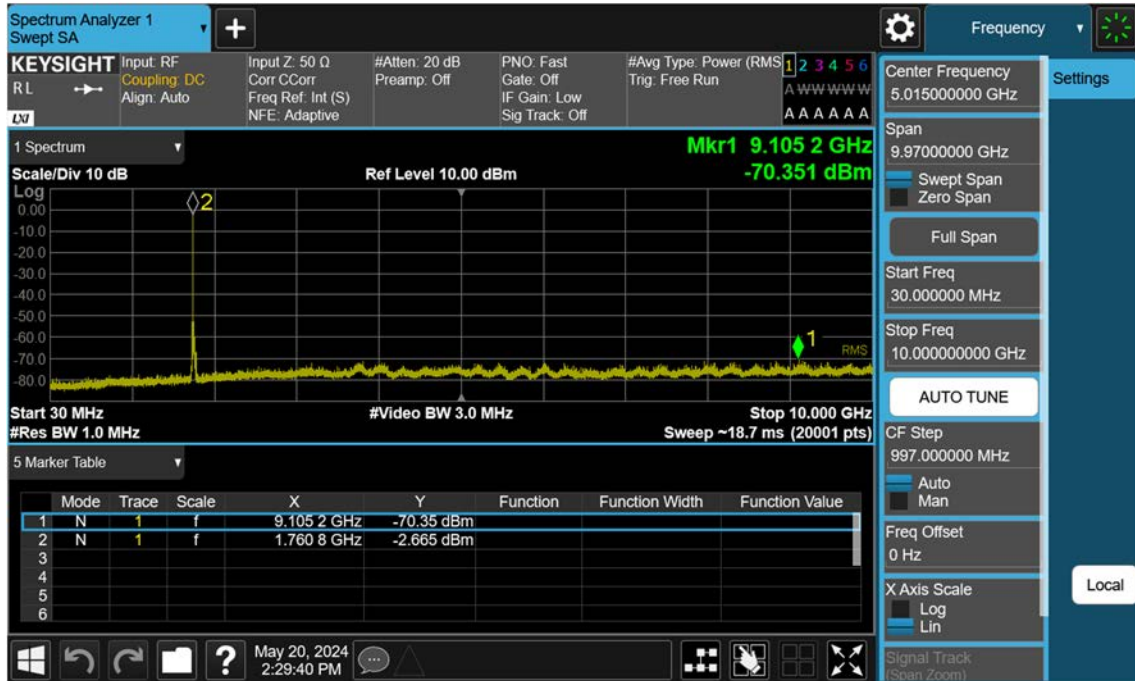 Spectrum Analyzer 1
Swept SA
Frequency
KEYSIGHT
R L
LXI
Input: RF
Coupling: DC
Align: Auto
Input Z: 50 Ω
Corr CCorr
Freq Ref: Int (S)
NFE: Adaptive
#Atten: 20 dB
Preamp: Off
PNO: Fast
Gate: Off
IF Gain: Low
Sig Track: Off
#Avg Type: Power (RMS
Trig: Free Run
1 2 3 4 5 6
A W W W W W
A A A A A A
1 Spectrum
Mkr1 9.105 2 GHz
Scale/Div 10 dB
Ref Level 10.00 dBm
-70.351 dBm
Log
0.00
-10.0
-20.0
-30.0
-40.0
-50.0
-60.0
-70.0
-80.0
2
1
RMS
Start 30 MHz
#Video BW 3.0 MHz
Stop 10.000 GHz
#Res BW 1.0 MHz
Sweep ~18.7 ms (20001 pts)
5 Marker Table
Mode Trace Scale X Y Function Function Width Function Value
1 N 1 f 9.105 2 GHz -70.35 dBm
2 N 1 f 1.760 8 GHz -2.665 dBm
3
4
5
6
?
May 20, 2024
2:29:40 PM
Center Frequency
5.015000000 GHz
Settings
Span
9.97000000 GHz
Swept Span
Zero Span
Full Span
Start Freq
30.000000 MHz
Stop Freq
10.000000000 GHz
AUTO TUNE
CF Step
997.000000 MHz
Auto
Man
Freq Offset
0 Hz
X Axis Scale
Log
Lin
Local
Signal Track
(Span Zoom)